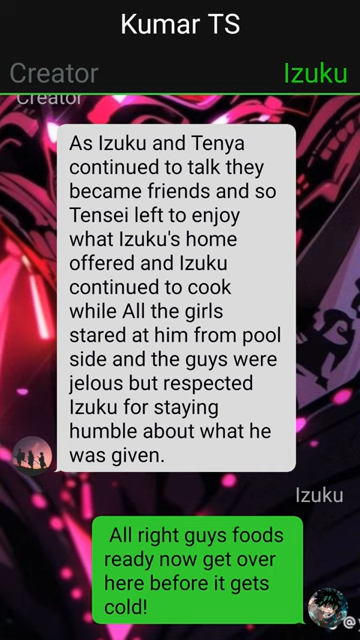 Kumar TS
Creator
Izuku
Creator
As Izuku and Tenya
continued to talk they
became friends and so
Tensei left to enjoy
what Izuku's home
offered and Izuku
continued to cook
while All the girls
stared at him from pool
side and the guys were
jelous but respected
Izuku for staying
humble about what he
was given.
Izuku
All right guys foods
ready now get over
here before it gets
cold!
@